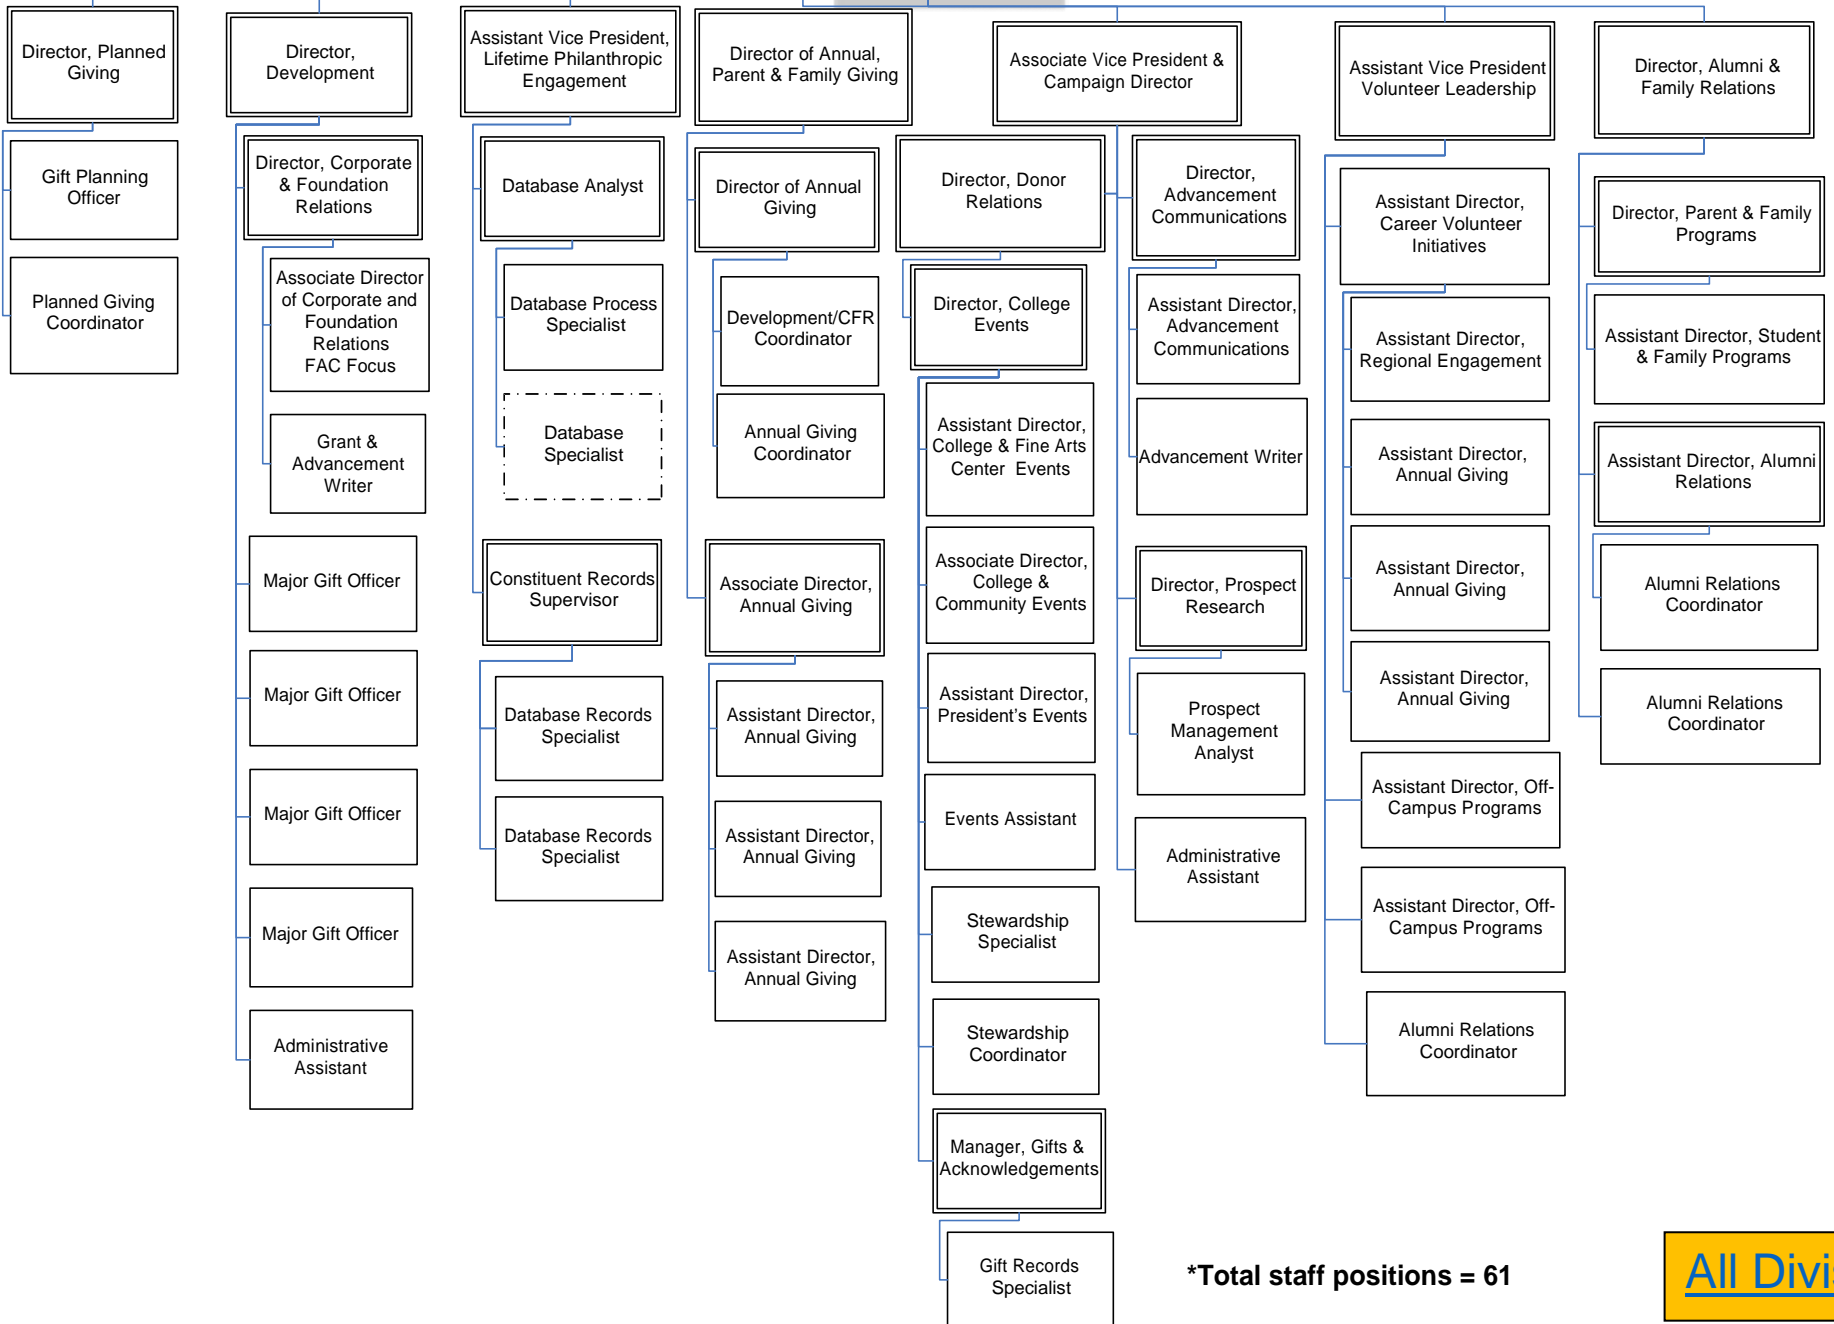 Director, Planned
Giving
Gift Planning
Officer
Planned Giving
Coordinator
Director,
Development
Director, Corporate
& Foundation
Relations
Associate Director
of Corporate and
Foundation
Relations
FAC Focus
Grant &
Advancement
Writer
Major Gift Officer
Major Gift Officer
Major Gift Officer
Major Gift Officer
Administrative
Assistant
Assistant Vice President,
Lifetime Philanthropic
Engagement
Database Analyst
Database Process
Specialist
Database
Specialist
Constituent Records
Supervisor
Database Records
Specialist
Database Records
Specialist
Director of Annual,
Parent & Family Giving
Director of Annual
Giving
Development/CFR
Coordinator
Annual Giving
Coordinator
Associate Director,
Annual Giving
Assistant Director,
Annual Giving
Assistant Director,
Annual Giving
Assistant Director,
Annual Giving
Associate Vice President &
Campaign Director
Director, Donor
Relations
Director, College
Events
Assistant Director,
College & Fine Arts
Center Events
Associate Director,
College &
Community Events
Assistant Director,
President’s Events
Events Assistant
Stewardship
Specialist
Stewardship
Coordinator
Manager, Gifts &
Acknowledgements
Gift Records
Specialist
Director,
Advancement
Communications
Assistant Director,
Advancement
Communications
Advancement Writer
Director, Prospect
Research
Prospect
Management
Analyst
Administrative
Assistant
Assistant Vice President
Volunteer Leadership
Assistant Director,
Career Volunteer
Initiatives
Assistant Director,
Regional Engagement
Assistant Director,
Annual Giving
Assistant Director,
Annual Giving
Assistant Director,
Annual Giving
Assistant Director, Off-
Campus Programs
Assistant Director, Off-
Campus Programs
Alumni Relations
Coordinator
Director, Alumni &
Family Relations
Director, Parent & Family
Programs
Assistant Director, Student
& Family Programs
Assistant Director, Alumni
Relations
Alumni Relations
Coordinator
Alumni Relations
Coordinator
*Total staff positions = 61
All Divi